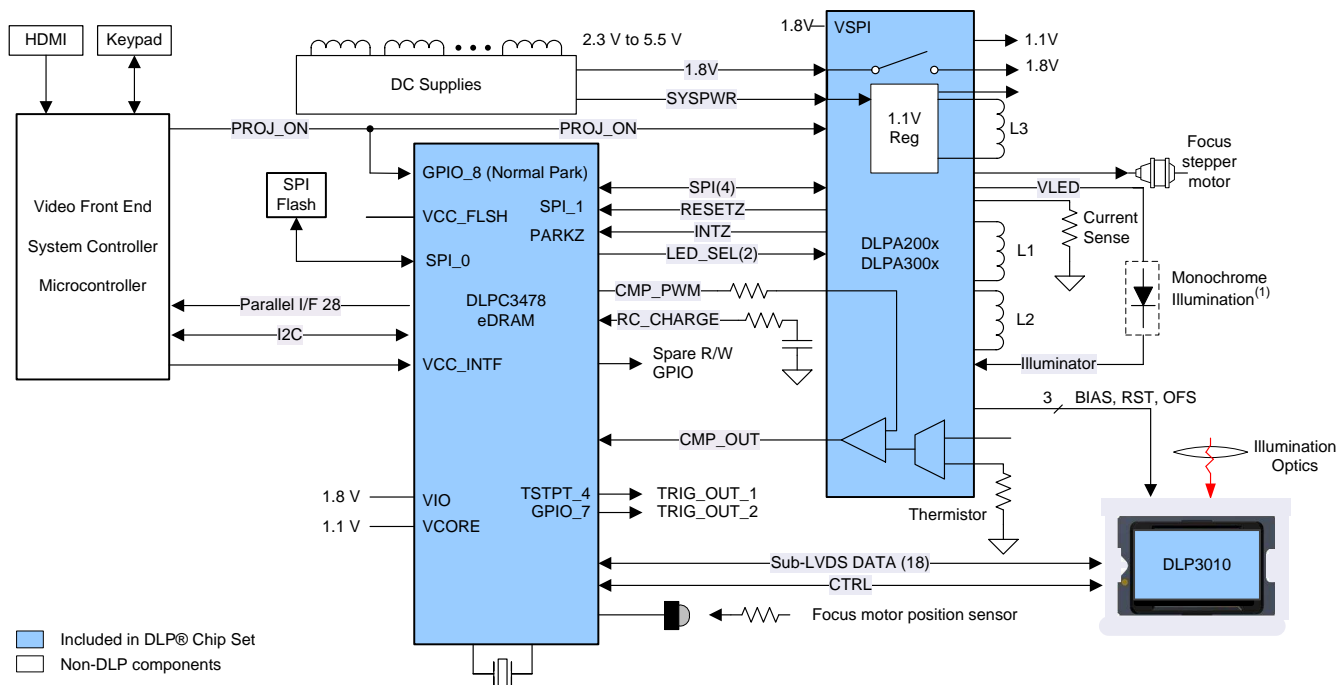 HDMI
Keypad
2.3 V to 5.5 V
DC Supplies
1.8V
VSPI
1.1V
1.8V
1.8V
SYSPWR
1.1V
Reg
L3
PROJ_ON
PROJ_ON
Focus
stepper
motor
GPIO_8 (Normal Park)
SPI
Flash
SPI(4)
VLED
VCC_FLSH
SPI_1
RESETZ
Video Front End
System Controller
Microcontroller
PARKZ
INTZ
Current
Sense
SPI_0
LED_SEL(2)
DLPA200x
DLPA300x
L1
Monochrome
Illumination(1)
Parallel I/F 28
DLPC3478
eDRAM
CMP_PWM
RC_CHARGE
L2
I2C
VCC_INTF
Spare R/W
GPIO
Illuminator
3
BIAS, RST, OFS
CMP_OUT
Illumination
Optics
1.8 V
VIO
TSTPT_4
TRIG_OUT_1
GPIO_7
TRIG_OUT_2
Thermistor
1.1 V
VCORE
Sub-LVDS DATA (18)
DLP3010
CTRL
Focus motor position sensor
Included in DLP® Chip Set
Non-DLP components